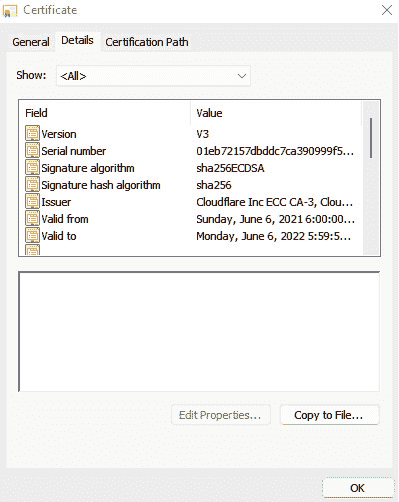 Certificate
General Details Certification Path
Show: <All>
Field Value
Version V3
Serial number 01eb72157dbddc7ca390999f5...
Signature algorithm sha256ECDSA
Signature hash algorithm sha256
Issuer Cloudflare Inc ECC CA-3, Clou...
Valid from Sunday, June 6, 2021 6:00:00...
Valid to Monday, June 6, 2022 5:59:5...
Edit Properties...
Copy to File...
OK